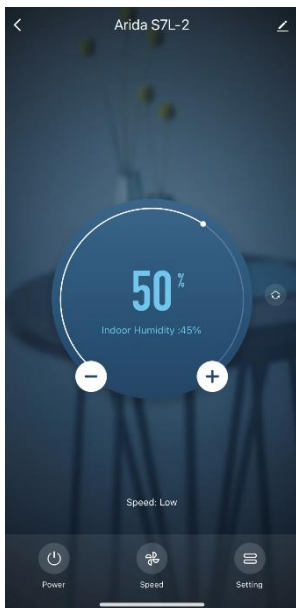 Arida S7L-2
50%
Indoor Humidity :45%
Speed: Low
Power
Speed
Setting